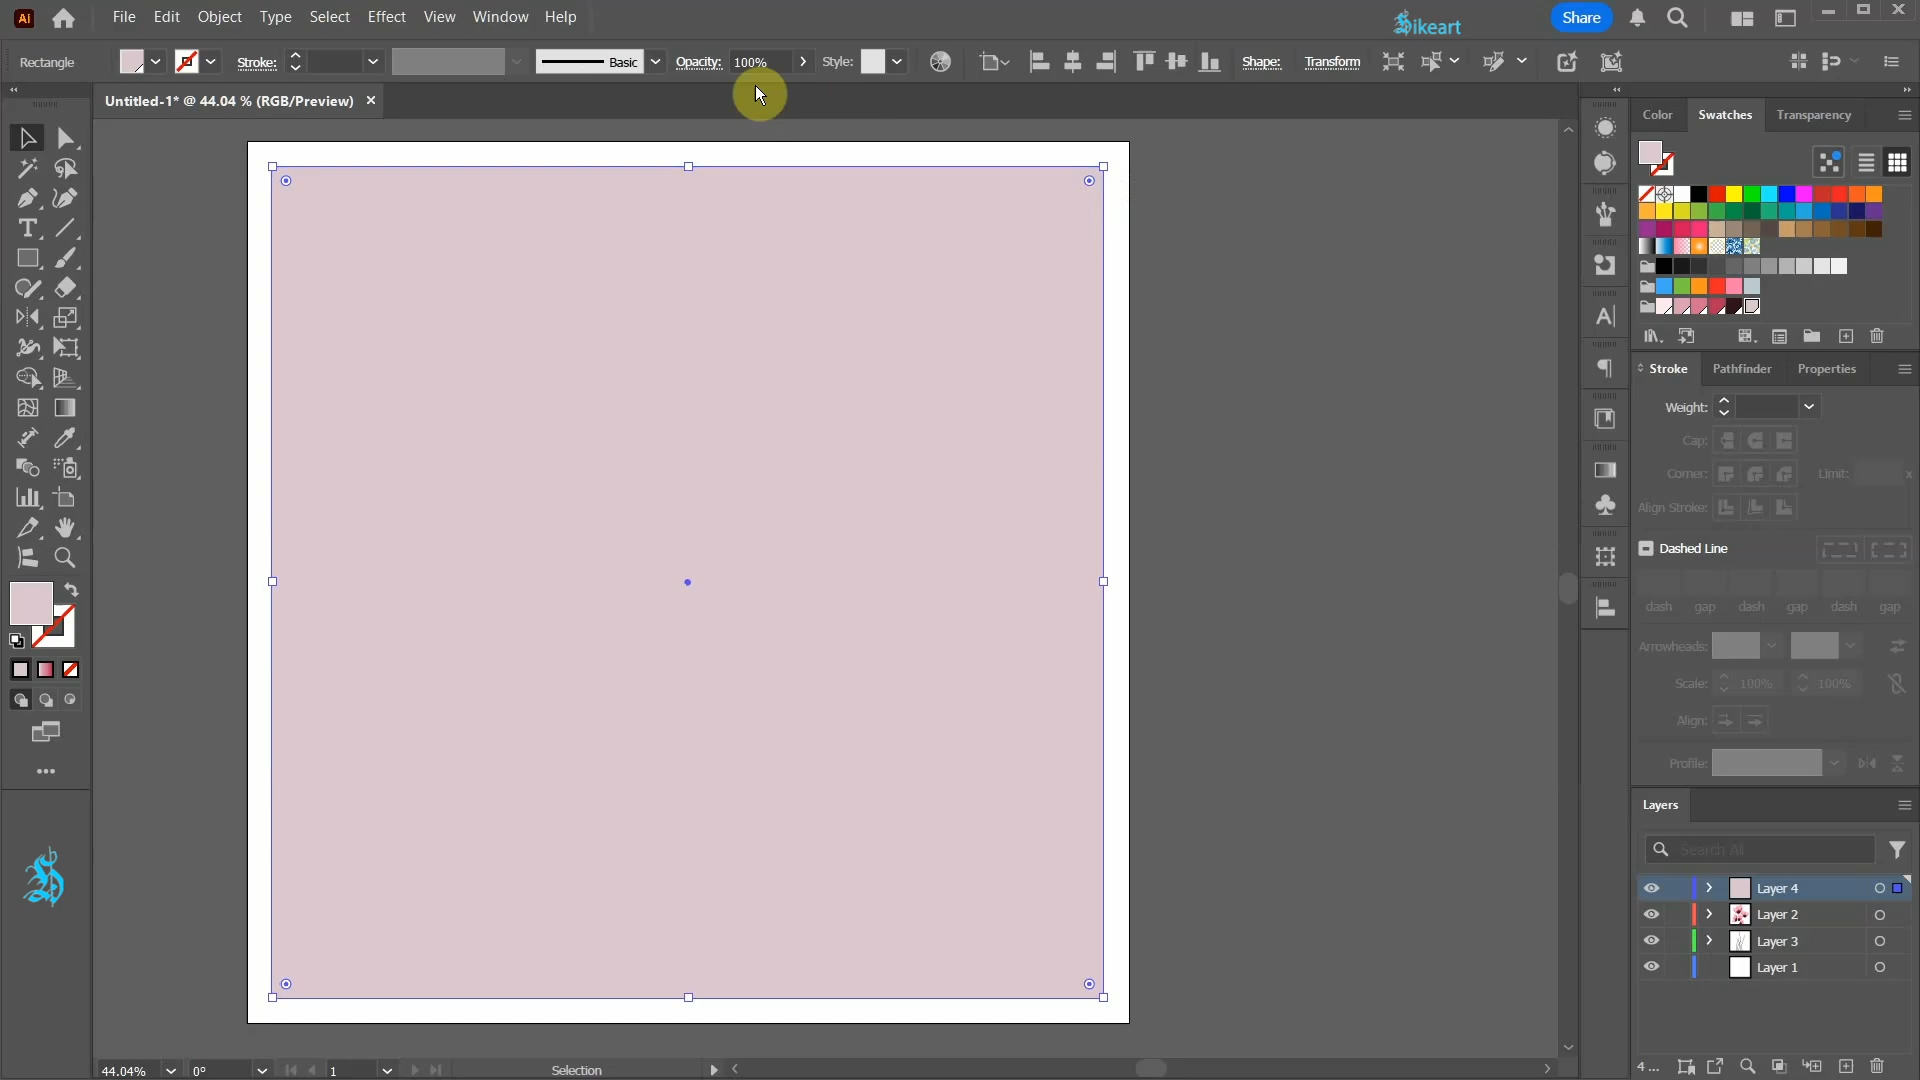 Ai File Edit Object Type Select Effect View Window Help Sikeart Share
Rectangle Stroke: Basic Opacity: 100% Style: Shape: Transform
Untitled-1* @ 44.04 % (RGB/Preview) ×
Color Swatches Transparency
Stroke Pathfinder Properties
Weight:
Cap:
Corner: Limit: x
Align Stroke:
Dashed Line
dash gap dash gap dash gap
Arrowheads:
Scale: 100% 100%
Align:
Profile:
Layers
Search All
Layer 4
Layer 2
Layer 3
Layer 1
4 ...
44.04% 0° 1 Selection